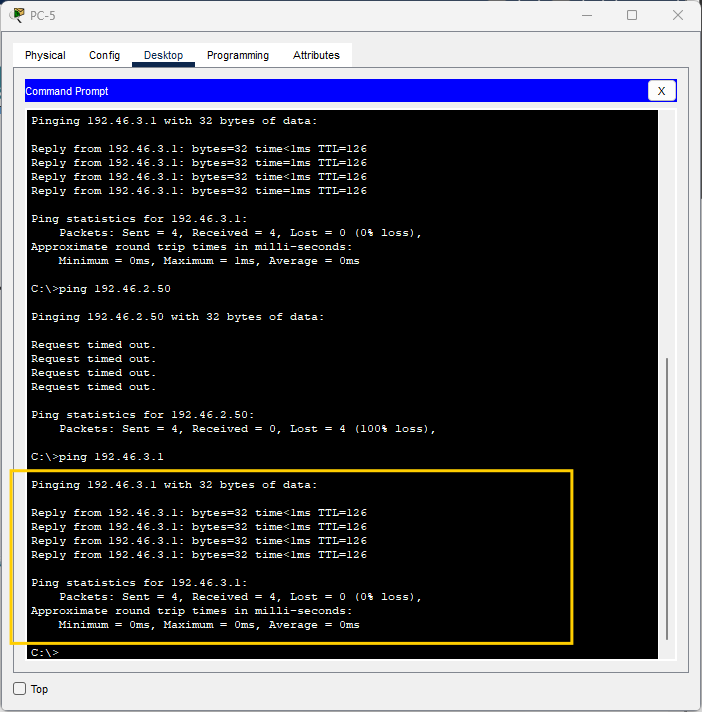 PC-5
Physical Config Desktop Programming Attributes
Command Prompt X
Pinging 192.46.3.1 with 32 bytes of data:
Reply from 192.46.3.1: bytes=32 time<1ms TTL=126
Reply from 192.46.3.1: bytes=32 time=1ms TTL=126
Reply from 192.46.3.1: bytes=32 time<1ms TTL=126
Reply from 192.46.3.1: bytes=32 time=1ms TTL=126
Ping statistics for 192.46.3.1:
Packets: Sent = 4, Received = 4, Lost = 0 (0% loss),
Approximate round trip times in milli-seconds:
Minimum = 0ms, Maximum = 1ms, Average = 0ms
C:\>ping 192.46.2.50
Pinging 192.46.2.50 with 32 bytes of data:
Request timed out.
Request timed out.
Request timed out.
Request timed out.
Ping statistics for 192.46.2.50:
Packets: Sent = 4, Received = 0, Lost = 4 (100% loss),
C:\>ping 192.46.3.1
Pinging 192.46.3.1 with 32 bytes of data:
Reply from 192.46.3.1: bytes=32 time<1ms TTL=126
Reply from 192.46.3.1: bytes=32 time<1ms TTL=126
Reply from 192.46.3.1: bytes=32 time<1ms TTL=126
Reply from 192.46.3.1: bytes=32 time<1ms TTL=126
Ping statistics for 192.46.3.1:
Packets: Sent = 4, Received = 4, Lost = 0 (0% loss),
Approximate round trip times in milli-seconds:
Minimum = 0ms, Maximum = 0ms, Average = 0ms
C:\>
Top